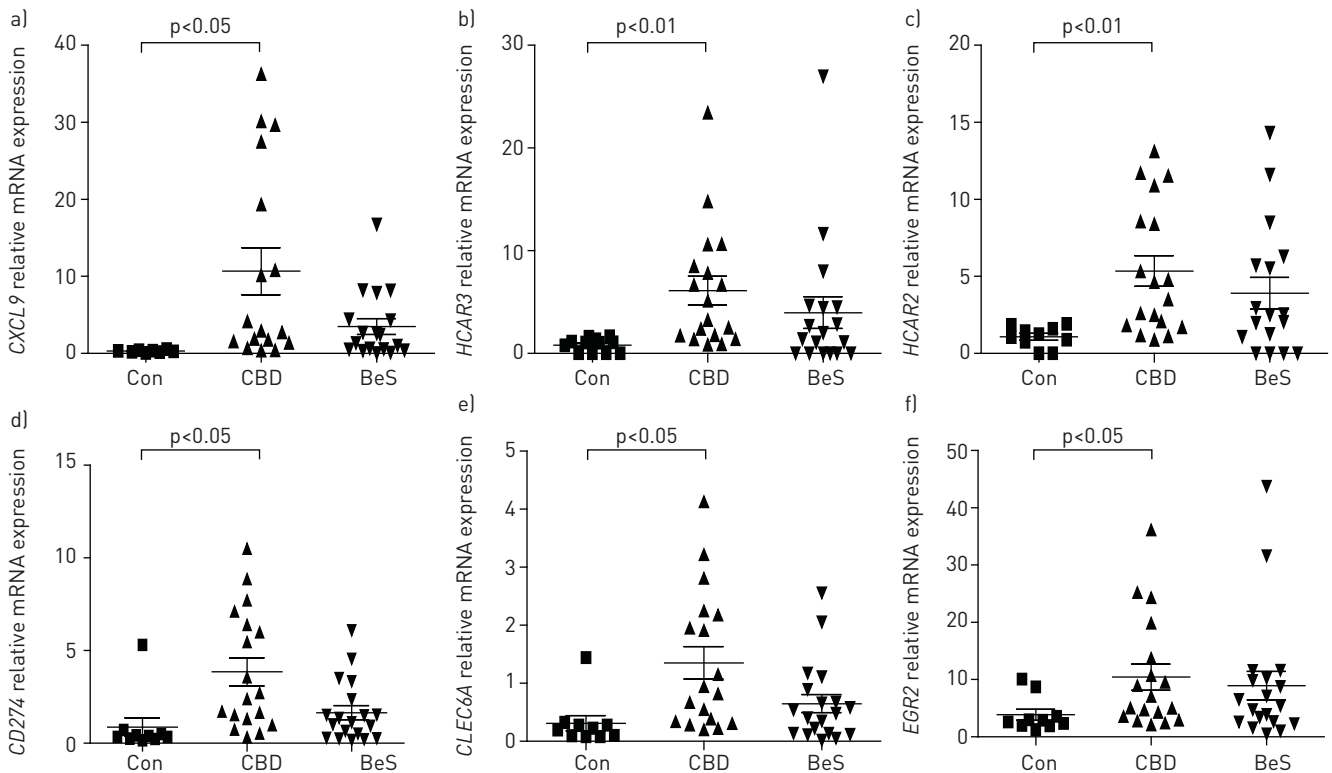 a)
p<0.05
CXCL9 relative mRNA expression
40
30
20
10
0
Con CBD BeS
b)
p<0.01
HCAR3 relative mRNA expression
30
20
10
0
Con CBD BeS
c)
p<0.01
HCAR2 relative mRNA expression
20
15
10
5
0
Con CBD BeS
d)
p<0.05
CD274 relative mRNA expression
15
10
5
0
Con CBD BeS
e)
p<0.05
CLEC6A relative mRNA expression
5
4
3
2
1
0
Con CBD BeS
f)
p<0.05
EGR2 relative mRNA expression
50
40
30
20
10
0
Con CBD BeS